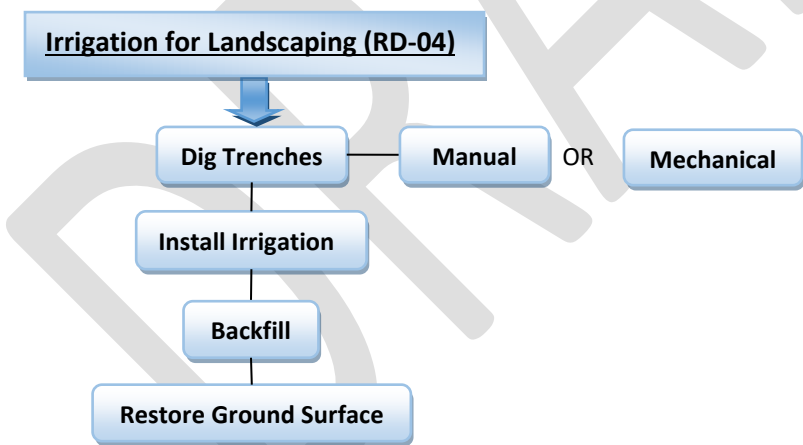 Irrigation for Landscaping (RD-04)
Dig Trenches
Manual
OR
Mechanical
Install Irrigation
Backfill
Restore Ground Surface